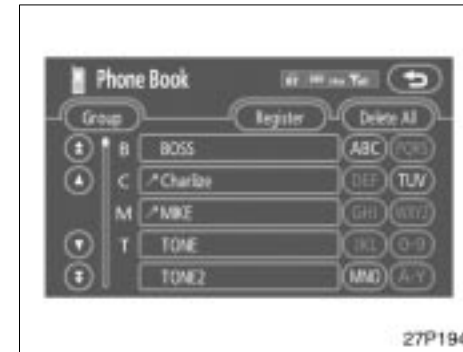 Phone Book
Group Register Delete All
B BOSS ABC PQRS
C Charlize DEF TUV
M MIKE GHI WXYZ
T TONE JKL 0-9
TONE2 MNO A-Y
27P194